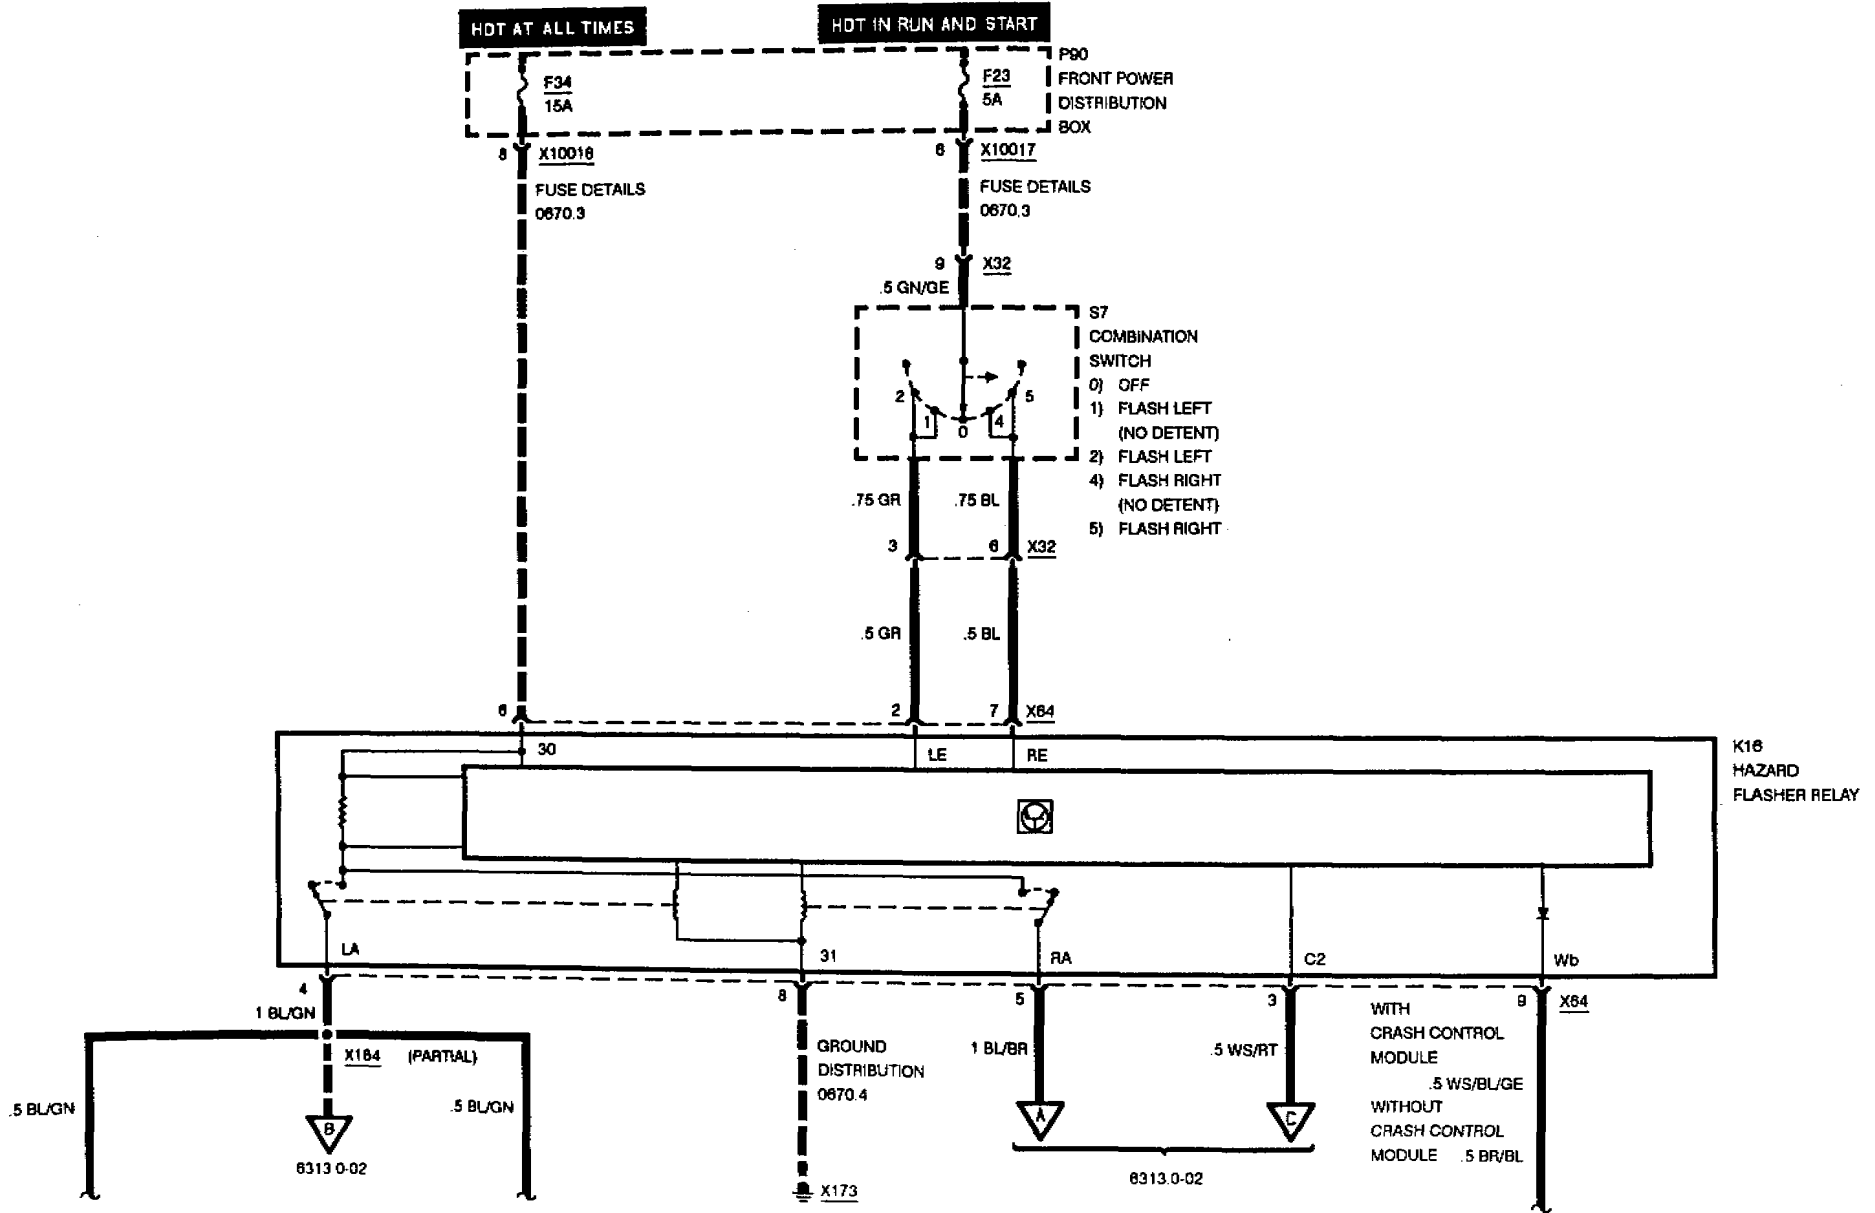 HOT AT ALL TIMES
HOT IN RUN AND START
P90
FRONT POWER
DISTRIBUTION
BOX
F34
15A
F23
5A
8
X10016
6
X10017
FUSE DETAILS
0670.3
FUSE DETAILS
0670.3
9
X32
.5 GN/GE
S7
COMBINATION
SWITCH
0) OFF
1) FLASH LEFT
(NO DETENT)
2) FLASH LEFT
4) FLASH RIGHT
(NO DETENT)
5) FLASH RIGHT
2
1
0
4
5
.75 GR
.75 BL
3
6
X32
.5 GR
.5 BL
6
2
7
X64
30
LE
RE
K16
HAZARD
FLASHER RELAY
LA
31
RA
C2
Wb
4
8
5
3
9
X64
1 BL/GN
X184
(PARTIAL)
.5 BL/GN
.5 BL/GN
B
6313.0-02
GROUND
DISTRIBUTION
0670.4
X173
1 BL/BR
.5 WS/RT
A
C
6313.0-02
WITH
CRASH CONTROL
MODULE
.5 WS/BL/GE
WITHOUT
CRASH CONTROL
MODULE .5 BR/BL